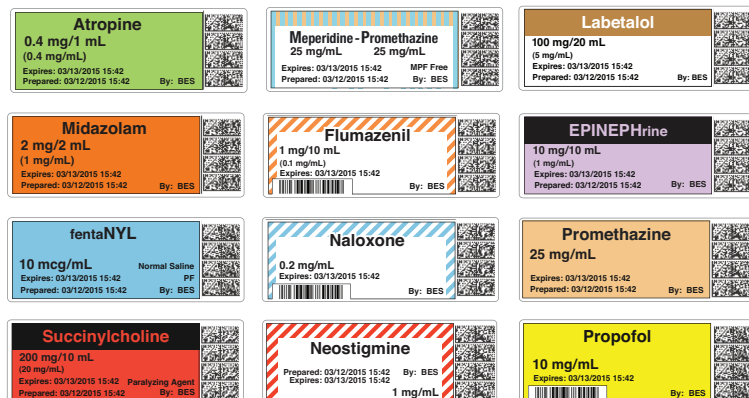 Atropine
0.4 mg/1 mL
(0.4 mg/mL)
Expires: 03/13/2015 15:42
Prepared: 03/12/2015 15:42 By: BES
Meperidine - Promethazine
25 mg/mL 25 mg/mL
Expires: 03/13/2015 15:42 MPF Free
Prepared: 03/12/2015 15:42 By: BES
Labetalol
100 mg/20 mL
(5 mg/mL)
Expires: 03/13/2015 15:42
Prepared: 03/12/2015 15:42 By: BES
Midazolam
2 mg/2 mL
(1 mg/mL)
Expires: 03/13/2015 15:42
Prepared: 03/12/2015 15:42 By: BES
Flumazenil
1 mg/10 mL
(0.1 mg/mL)
Expires: 03/13/2015 15:42
By: BES
EPINEPHrine
10 mg/10 mL
(1 mg/mL)
Expires: 03/13/2015 15:42
Prepared: 03/12/2015 15:42 By: BES
fentaNYL
10 mcg/mL Normal Saline
Expires: 03/13/2015 15:42 PF
Prepared: 03/12/2015 15:42 By: BES
Naloxone
0.2 mg/mL
Expires: 03/13/2015 15:42
By: BES
Promethazine
25 mg/mL
Expires: 03/13/2015 15:42
Prepared: 03/12/2015 15:42 By: BES
Succinylcholine
200 mg/10 mL
(20 mg/mL)
Expires: 03/13/2015 15:42 Paralyzing Agent
Prepared: 03/12/2015 15:42 By: BES
Neostigmine
Prepared: 03/12/2015 15:42 By: BES
Expires: 03/13/2015 15:42
1 mg/mL
Propofol
10 mg/mL
Expires: 03/13/2015 15:42
By: BES